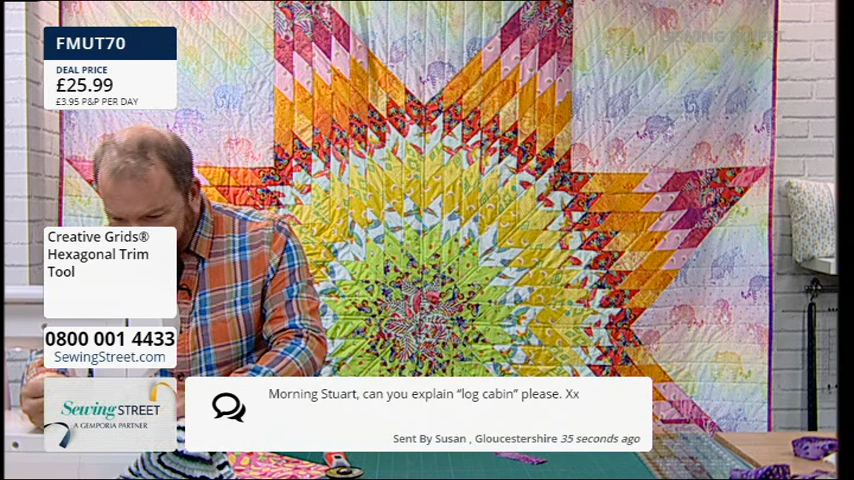 FMUT70
DEAL PRICE
£25.99
£3.95 P&P PER DAY
Creative Grids®
Hexagonal Trim
Tool
0800 001 4433
SewingStreet.com
Sewing STREET
A GEMPORIA PARTNER
Morning Stuart, can you explain “log cabin” please. Xx
Sent By Susan , Gloucestershire 35 seconds ago